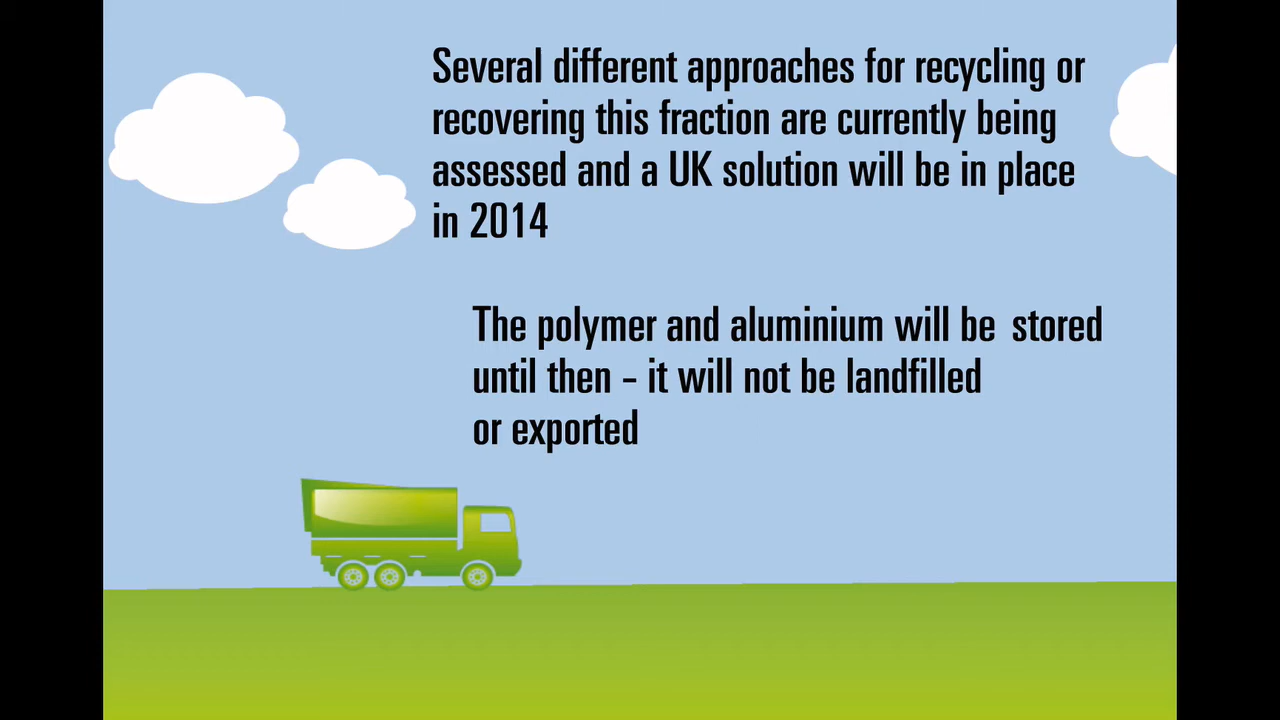 Several different approaches for recycling or
recovering this fraction are currently being
assessed and a UK solution will be in place
in 2014
The polymer and aluminium will be stored
until then – it will not be landfilled
or exported